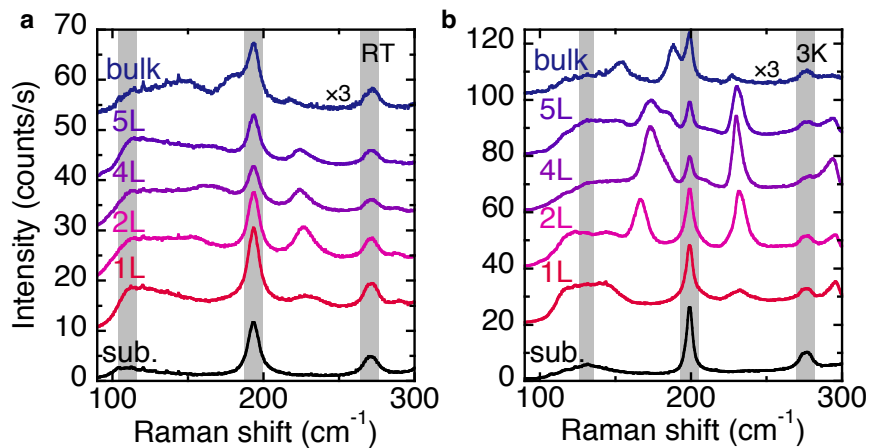 a
b
Intensity (counts/s)
70
60
50
40
30
20
10
0
RT
bulk
×3
5L
4L
2L
1L
sub.
100
200
300
Raman shift (cm⁻¹)
120
100
80
60
40
20
0
3K
bulk
×3
5L
4L
2L
1L
sub.
100
200
300
Raman shift (cm⁻¹)